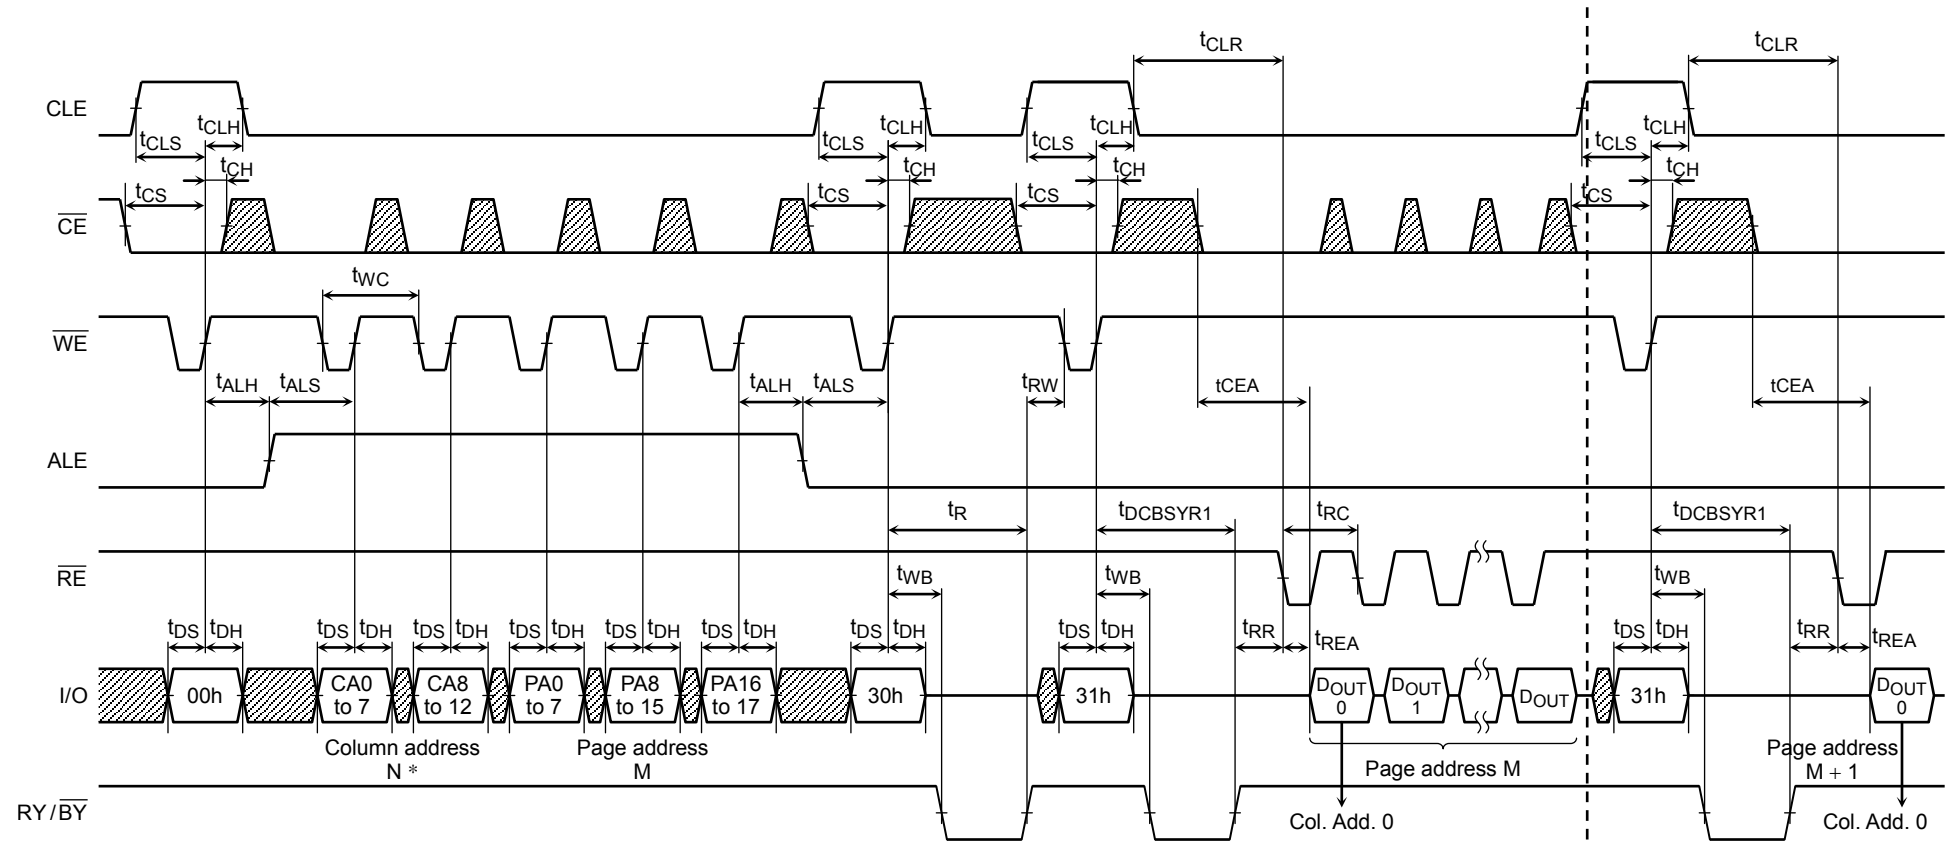 tCLR tCLR
CLE
tCLS tCLH tCLS tCLH tCLS tCLH tCLS tCLH
tCH tCH tCH tCH
tCS tCS tCS tCS
CE
tWC
WE
tALH tALS tALH tALS tRW tCEA tCEA
ALE
tR tDCBSYR1 tRC tDCBSYR1
RE
tWB tWB tWB
tDS tDH tDS tDH tDS tDH tDS tDH tDS tDH tDS tDH tDS tDH tDS tDH tRR tREA tDS tDH tRR tREA
I/O
00h
CA0
to 7
CA8
to 12
PA0
to 7
PA8
to 15
PA16
to 17
30h
31h
DOUT
0
DOUT
1
DOUT
31h
DOUT
0
Column address
N *
Page address
M
Page address M
Page address
M + 1
RY/BY
Col. Add. 0
Col. Add. 0